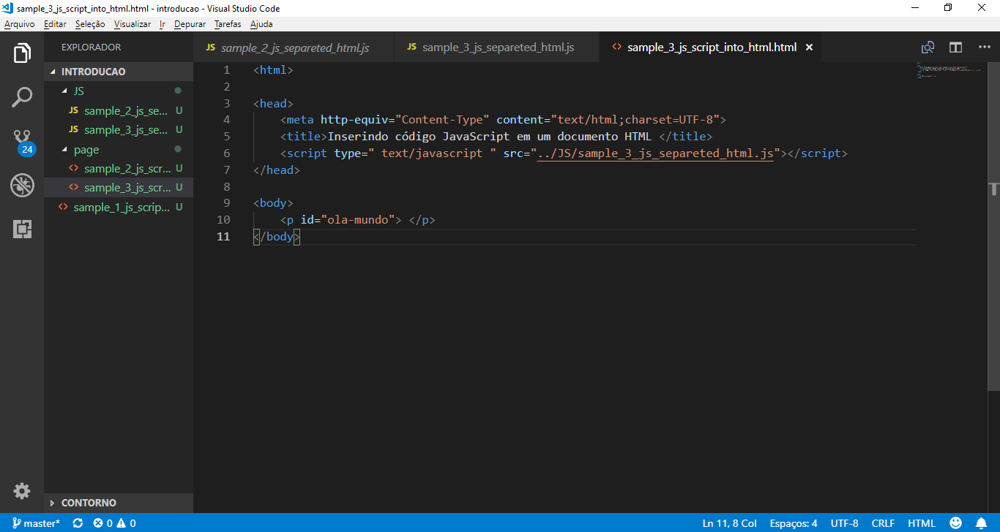 sample_3_js_script_into_html.html - introducao - Visual Studio Code
Arquivo Editar Seleção Visualizar Ir Depurar Tarefas Ajuda
EXPLORADOR
INTRODUCAO
JS
JS sample_2_js_se... U
JS sample_3_js_se... U
page
<> sample_2_js_scr... U
<> sample_3_js_scr... U
<> sample_1_js_scrip... U
CONTORNO
24
JS sample_2_js_separeted_html.js
JS sample_3_js_separeted_html.js
<> sample_3_js_script_into_html.html ×
1 <html>
2
3 <head>
4     <meta http-equiv="Content-Type" content="text/html;charset=UTF-8">
5     <title>Inserindo código JavaScript em um documento HTML </title>
6     <script type=" text/javascript " src="../JS/sample_3_js_separeted_html.js"></script>
7 </head>
8
9 <body>
10     <p id="ola-mundo"> </p>
11 </body>
master* 0 0
Ln 11, 8 Col Espaços: 4 UTF-8 CRLF HTML